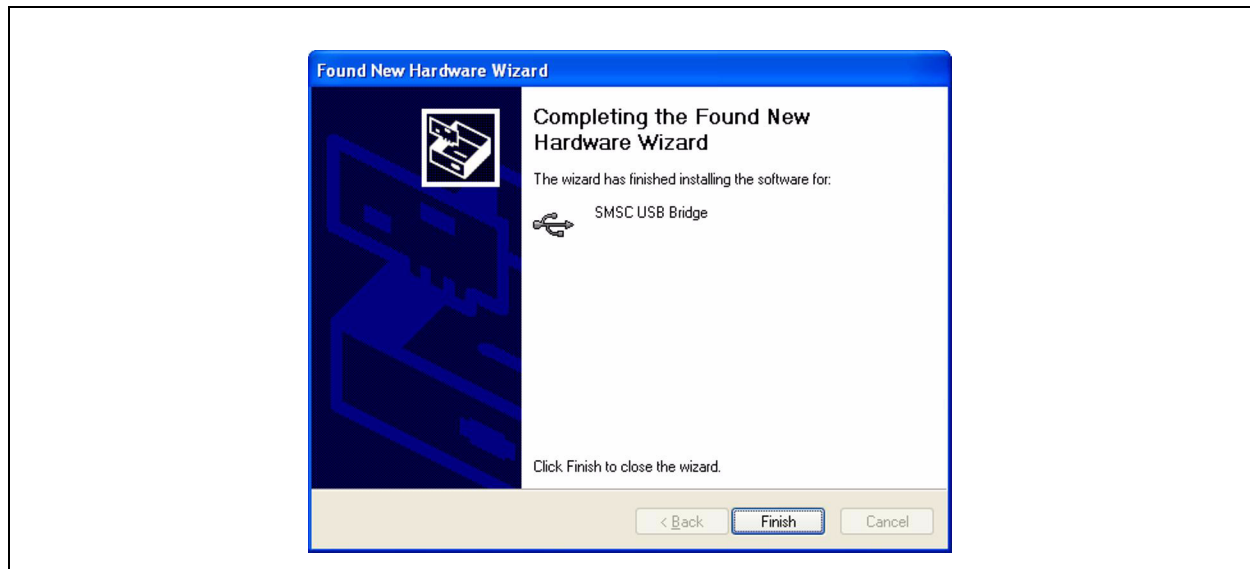 Found New Hardware Wizard
Completing the Found New
Hardware Wizard
The wizard has finished installing the software for:
SMSC USB Bridge
Click Finish to close the wizard.
< Back
Finish
Cancel